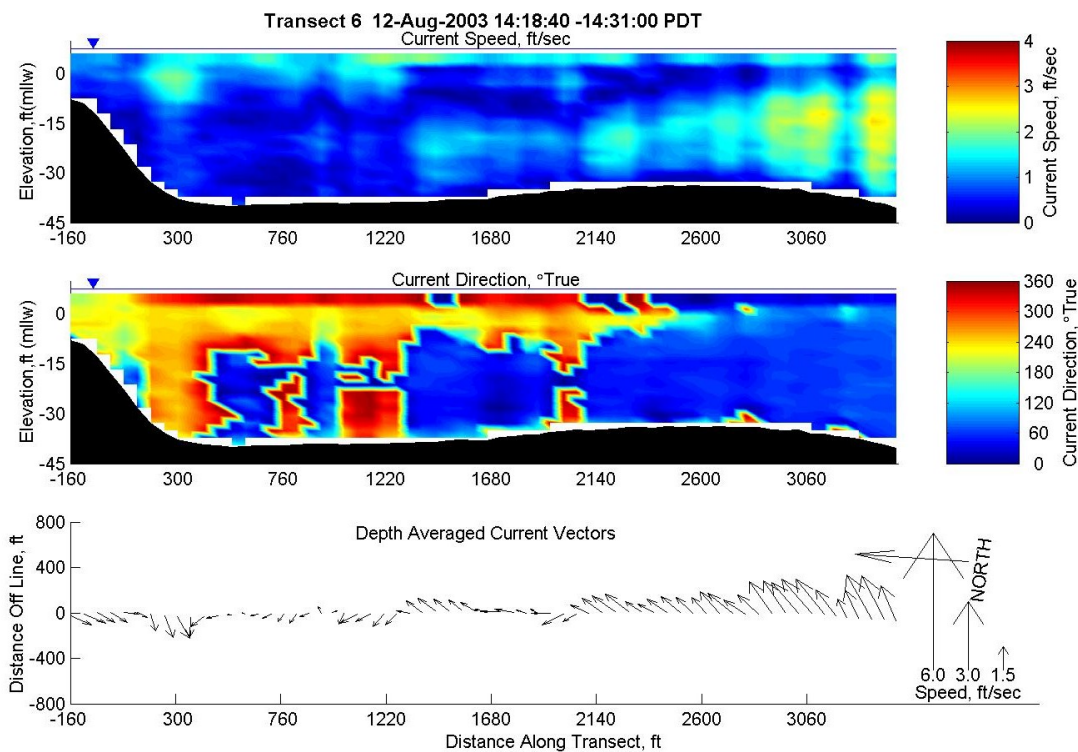 Transect 6 12-Aug-2003 14:18:40 -14:31:00 PDT
Current Speed, ft/sec
Elevation,ft(mllw)
0
-15
-30
-45
-160 300 760 1220 1680 2140 2600 3060
4
3
2
1
0
Current Speed, ft/sec
Current Direction, °True
Elevation,ft (mllw)
0
-15
-30
-45
-160 300 760 1220 1680 2140 2600 3060
360
300
240
180
120
60
0
Current Direction, °True
Depth Averaged Current Vectors
Distance Off Line, ft
800
400
0
-400
-800
-160 300 760 1220 1680 2140 2600 3060
Distance Along Transect, ft
NORTH
6.0 3.0 1.5
Speed, ft/sec